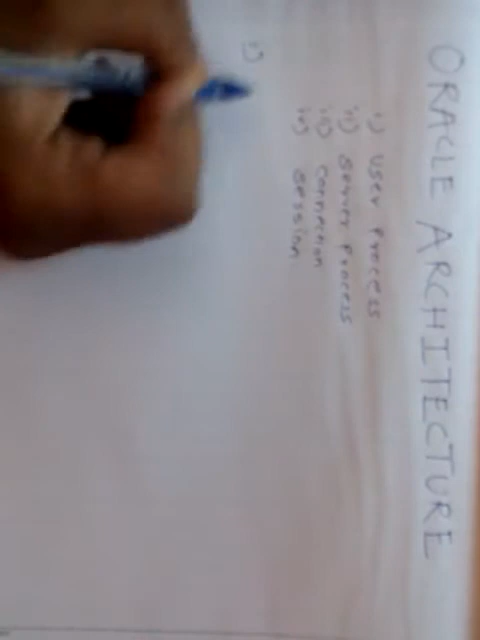 ORACLE ARCHITECTURE
i) User Process
ii) Server Process
iii) Connection
iv) Session
i)